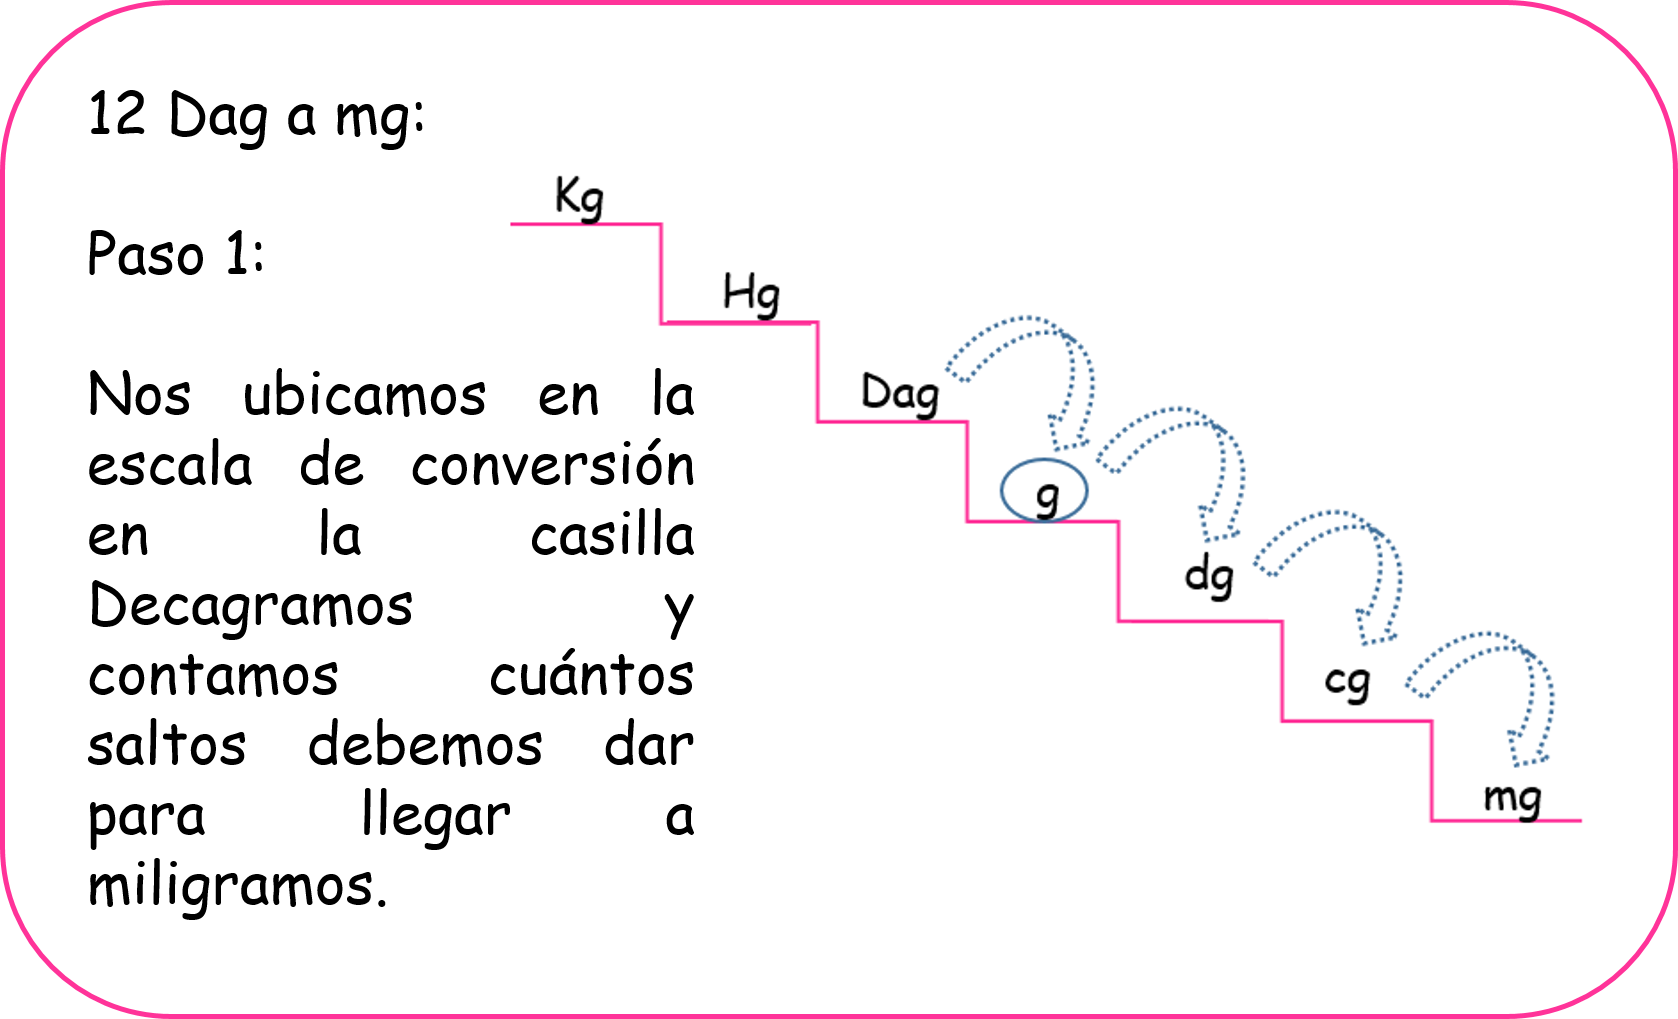 12 Dag a mg:
Paso 1:
Nos ubicamos en la
escala de conversión
en la casilla
Decagramos y
contamos cuántos
saltos debemos dar
para llegar a
miligramos.
Kg
Hg
Dag
g
dg
cg
mg